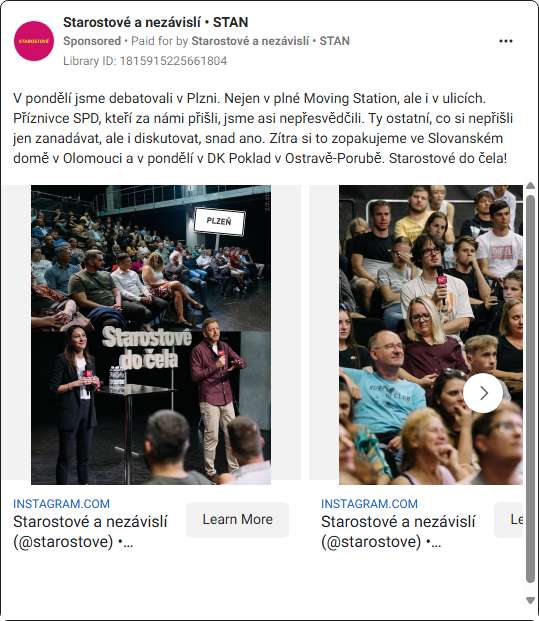 Starostové a nezávislí • STAN
Sponsored • Paid for by Starostové a nezávislí • STAN
Library ID: 1815915225661804
STAROSTOVÉ
V pondělí jsme debatovali v Plzni. Nejen v plné Moving Station, ale i v ulicích.
Příznivce SPD, kteří za námi přišli, jsme asi nepřesvědčili. Ty ostatní, co si nepřišli
jen zanadávat, ale i diskutovat, snad ano. Zítra si to zopakujeme ve Slovanském
domě v Olomouci a v pondělí v DK Poklad v Ostravě-Porubě. Starostové do čela!
PLZEŇ
Starostové
do čela
INSTAGRAM.COM
Starostové a nezávislí
(@starostove) •...
Learn More
INSTAGRAM.COM
Starostové a nezávislí
(@starostove) •...
Le